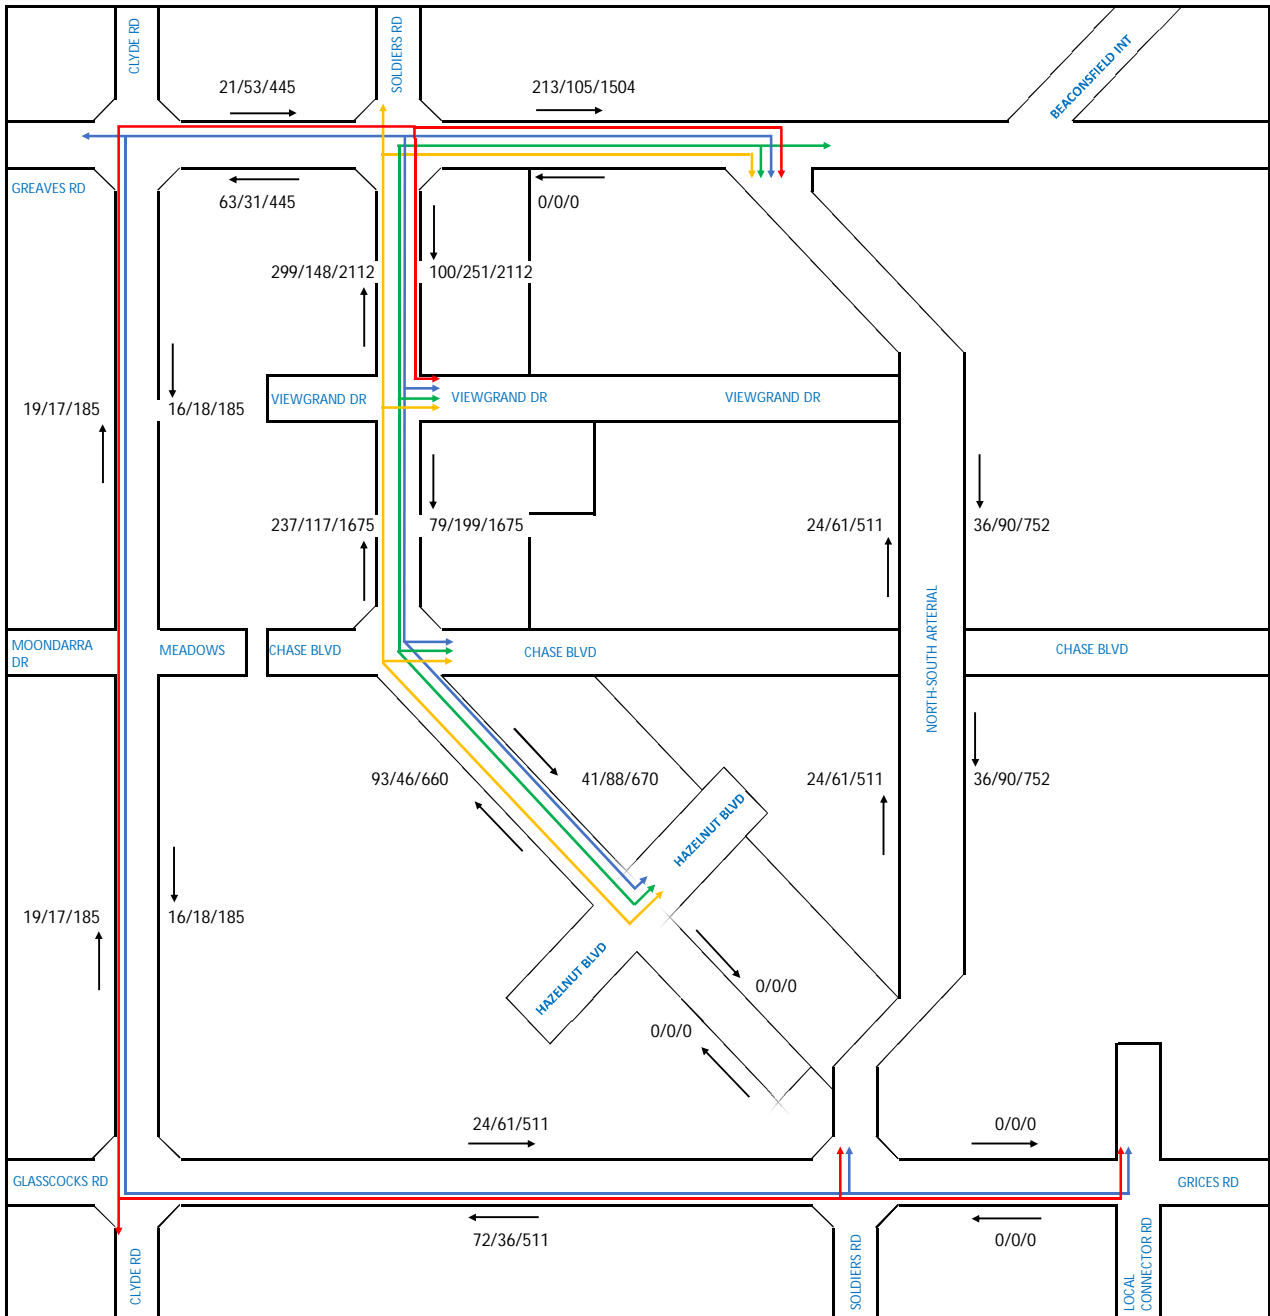 CLYDE RD
SOLDIERS RD
BEACONSFIELD INT
21/53/445
213/105/1504
GREAVES RD
63/31/445
0/0/0
299/148/2112
100/251/2112
19/17/185
16/18/185
VIEWGRAND DR
VIEWGRAND DR
VIEWGRAND DR
237/117/1675
79/199/1675
24/61/511
36/90/752
NORTH-SOUTH ARTERIAL
MOONDARRA
DR
MEADOWS
CHASE BLVD
CHASE BLVD
CHASE BLVD
93/46/660
41/88/670
24/61/511
36/90/752
HAZELNUT BLVD
19/17/185
16/18/185
HAZELNUT BLVD
0/0/0
0/0/0
24/61/511
0/0/0
GLASSCOCKS RD
GRICES RD
72/36/511
0/0/0
CLYDE RD
SOLDIERS RD
LOCAL
CONNECTOR RD